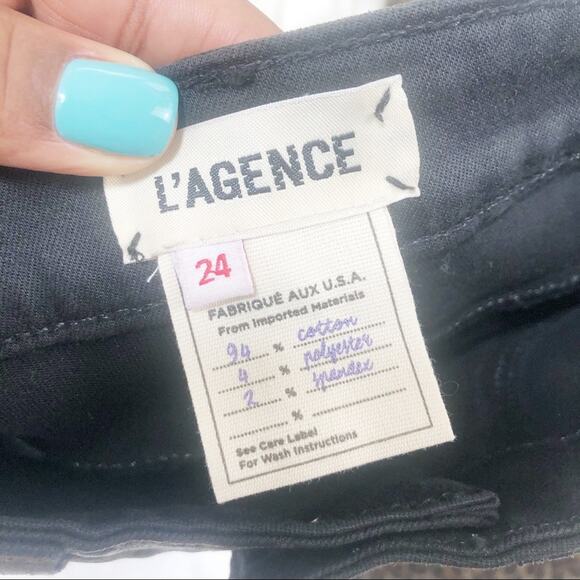 L'AGENCE
24
FABRIQUÉ AUX U.S.A.
From Imported Materials
94 % cotton
4 % polyester
2 % spandex
%
See Care Label
For Wash Instructions